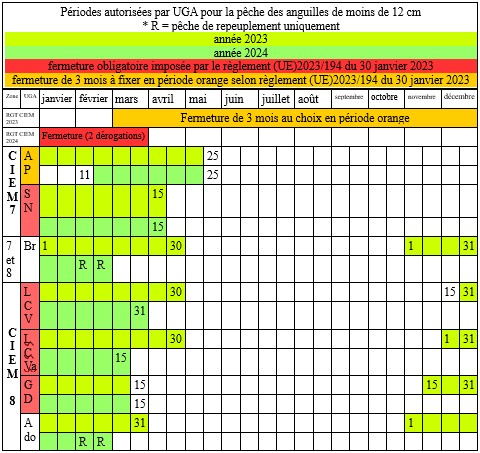 Périodes autorisées par UGA pour la pêche des anguilles de moins de 12 cm
* R = pêche de repeuplement uniquement
année 2023
année 2024
fermeture obligatoire imposée par le règlement (UE)2023/194 du 30 janvier 2023
fermeture de 3 mois à fixer en période orange selon règlement (UE)2023/194 du 30 janvier 2023
Zone UGA janvier février mars avril mai juin juillet août septembre octobre novembre décembre
RGT CIEM 2023 Fermeture de 3 mois au choix en période orange
RGT CIEM 2024 Fermeture (2 dérogations)
CIEM7 AP 25
11 25
SN 15
15
7 et 8 Br 1 30 1 31
R R
CIEM 8 LCV 30 15 31
31
30 1 31
15
GD 15 15 31
15
Ado 31 1
R R